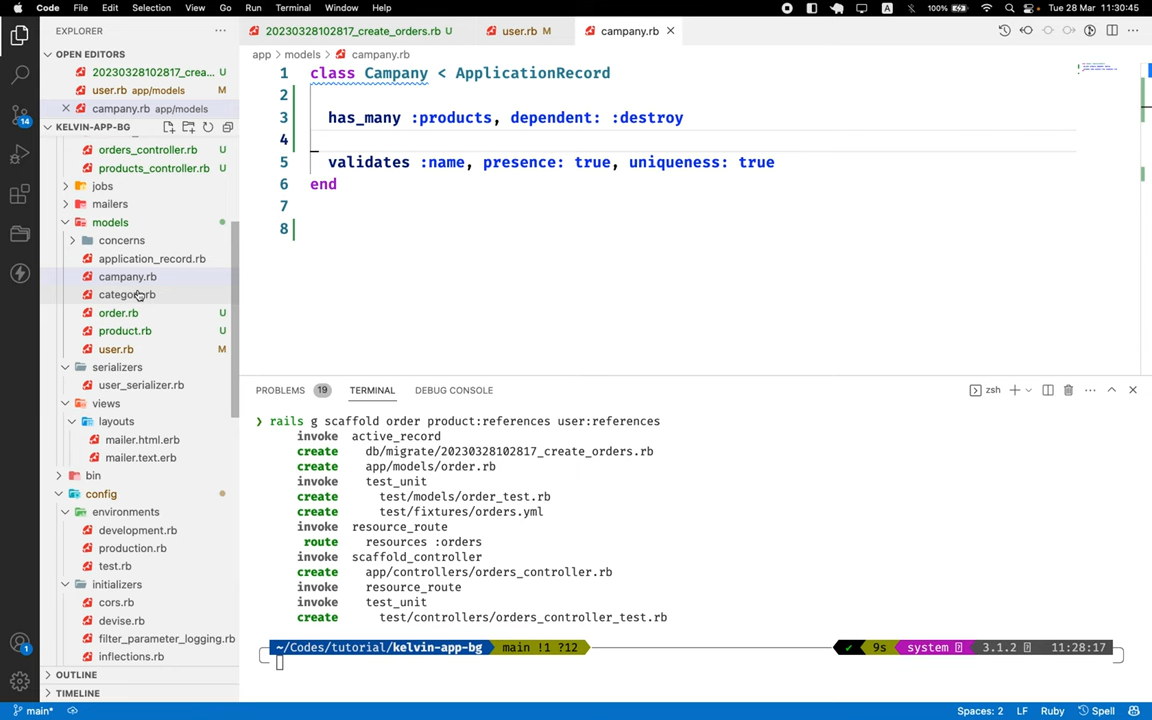 Code File Edit Selection View Go Run Terminal Window Help A 100% Tue 28 Mar 11:30:45
EXPLORER
20230328102817_create_orders.rb U
user.rb M
campany.rb
OPEN EDITORS
20230328102817_crea... U
user.rb app/models M
campany.rb app/models
KELVIN-APP-BG
orders_controller.rb U
products_controller.rb U
jobs
mailers
models
concerns
application_record.rb
campany.rb
order.rb U
product.rb U
user.rb M
serializers
user_serializer.rb
views
layouts
mailer.html.erb
mailer.text.erb
bin
config
environments
development.rb
production.rb
test.rb
initializers
cors.rb
devise.rb
filter_parameter_logging.rb
inflections.rb
OUTLINE
TIMELINE
14
1
app > models > campany.rb
1 class Campany < ApplicationRecord
2
3 has_many :products, dependent: :destroy
4
5 validates :name, presence: true, uniqueness: true
6 end
7
8
PROBLEMS 19 TERMINAL DEBUG CONSOLE zsh
❯ rails g scaffold order product:references user:references
invoke active_record
create db/migrate/20230328102817_create_orders.rb
create app/models/order.rb
invoke test_unit
create test/models/order_test.rb
create test/fixtures/orders.yml
invoke resource_route
route resources :orders
invoke scaffold_controller
create app/controllers/orders_controller.rb
invoke resource_route
invoke test_unit
create test/controllers/orders_controller_test.rb
~/Codes/tutorial/kelvin-app-bg main !1 ?12 ✔ 9s system 3.1.2 11:28:17
main* Spaces: 2 LF Ruby Spell